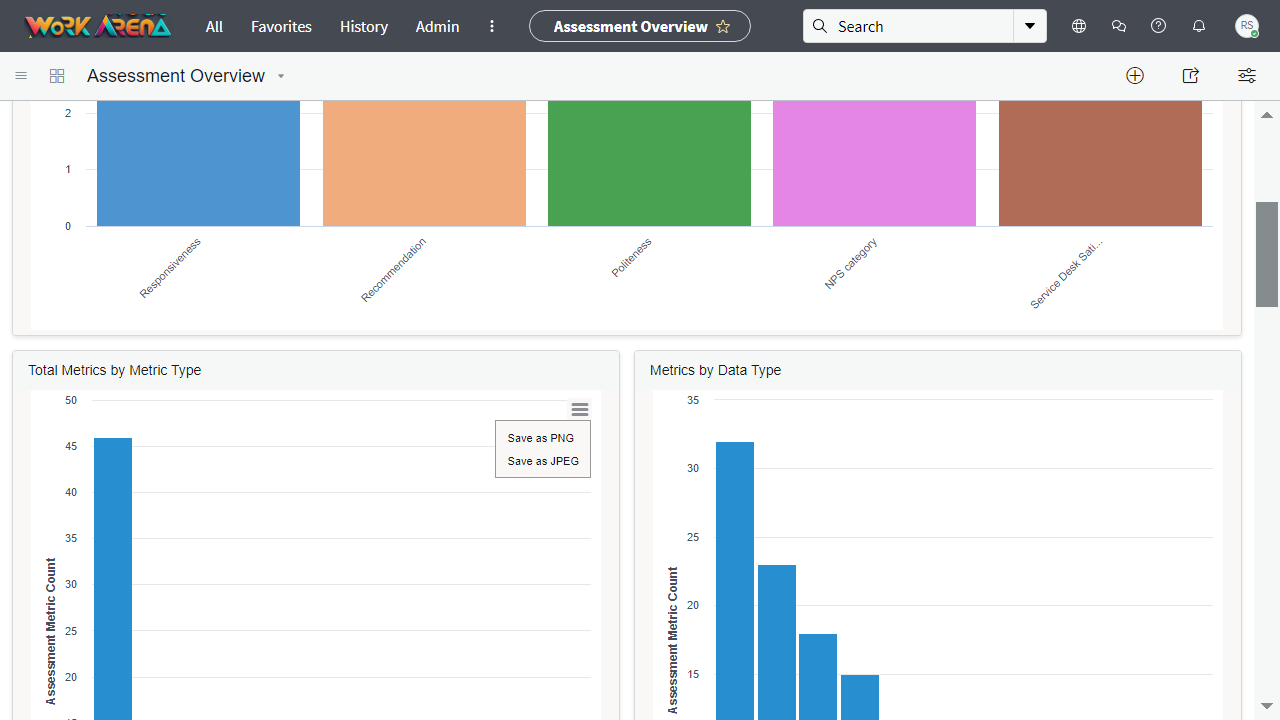 WORK ARENA
All
Favorites
History
Admin
Assessment Overview
Search
RS
Assessment Overview
2
1
0
Responsiveness
Recommendation
Politeness
NPS category
Service Desk Sati...
Total Metrics by Metric Type
50
45
40
35
30
25
20
Assessment Metric Count
Save as PNG
Save as JPEG
Metrics by Data Type
35
30
25
20
15
Assessment Metric Count